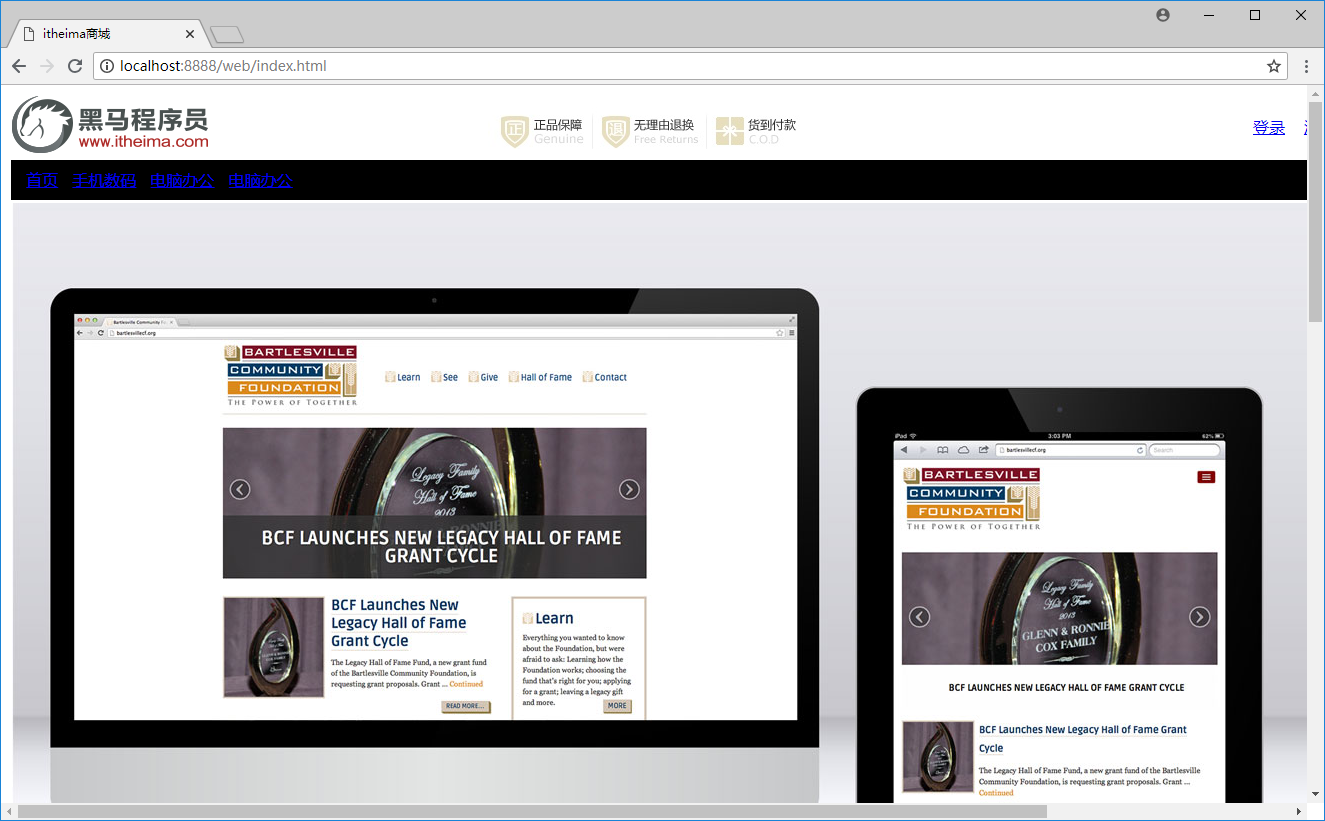 itheima商城
localhost:8888/web/index.html
黑马程序员
www.itheima.com
正 正品保障
Genuine
退 无理由退换
Free Returns
货到付款
C.O.D
登录
首页 手机数码 电脑办公 电脑办公
Bartlesville Community Fo
bartlesvillecf.org
BARTLESVILLE
COMMUNITY
FOUNDATION
THE POWER OF TOGETHER
Learn See Give Hall of Fame Contact
Legacy Family
Hall of Fame
2013
BCF LAUNCHES NEW LEGACY HALL OF FAME
GRANT CYCLE
BCF Launches New
Legacy Hall of Fame
Grant Cycle
The Legacy Hall of Fame Fund, a new grant fund
of the Bartlesville Community Foundation, is
requesting grant proposals. Grant ... Continued
READ MORE...
Learn
Everything you wanted to know
about the Foundation, but were
afraid to ask: Learning how the
Foundation works; choosing the
fund that's right for you; applying
for a grant; leaving a legacy gift
and more.
MORE
iPad 3:03 PM 62%
bartlesvillecf.org Search
BARTLESVILLE
COMMUNITY
FOUNDATION
THE POWER OF TOGETHER
Legacy Family
Hall of Fame
2013
GLENN & RONNIE
COX FAMILY
BCF LAUNCHES NEW LEGACY HALL OF FAME GRANT CYCLE
BCF Launches New Legacy Hall of Fame Grant
Cycle
The Legacy Hall of Fame Fund, a new grant fund of the Bartlesville
Community Foundation, is requesting grant proposals. Grant ...
Continued